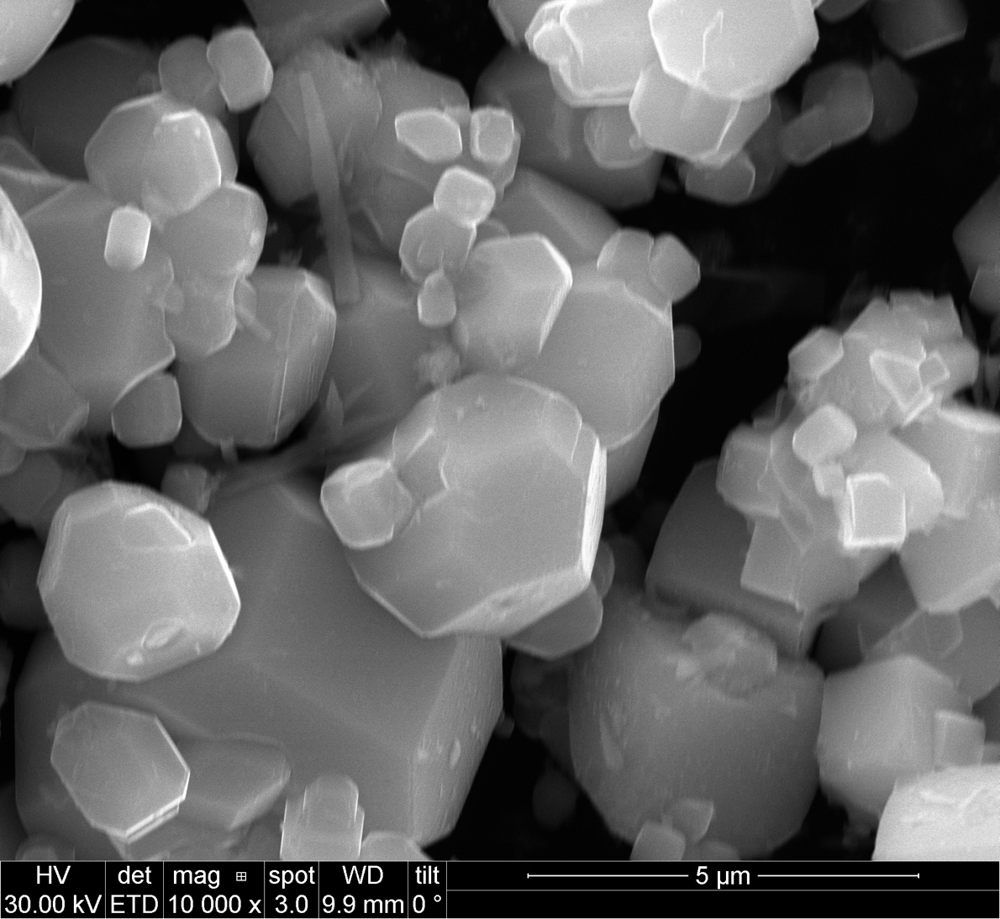 HV det mag ⊞ spot WD tilt 5 µm
30.00 kV ETD 10 000 x 3.0 9.9 mm 0 °